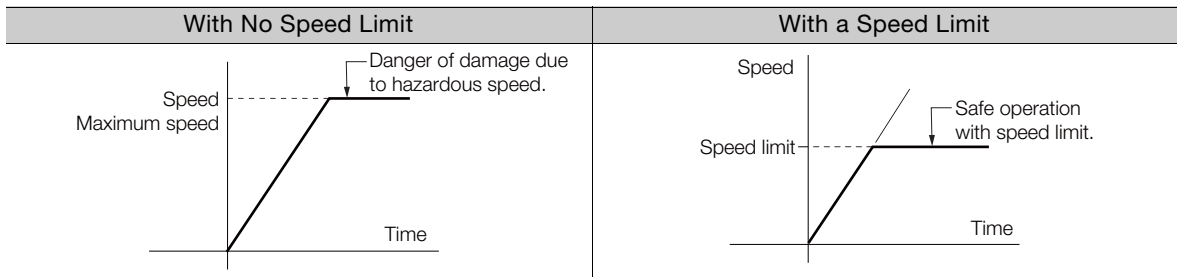 With No Speed Limit
With a Speed Limit
Danger of damage due
to hazardous speed.
Speed
Maximum speed
Time
Speed
Safe operation
with speed limit.
Speed limit
Time